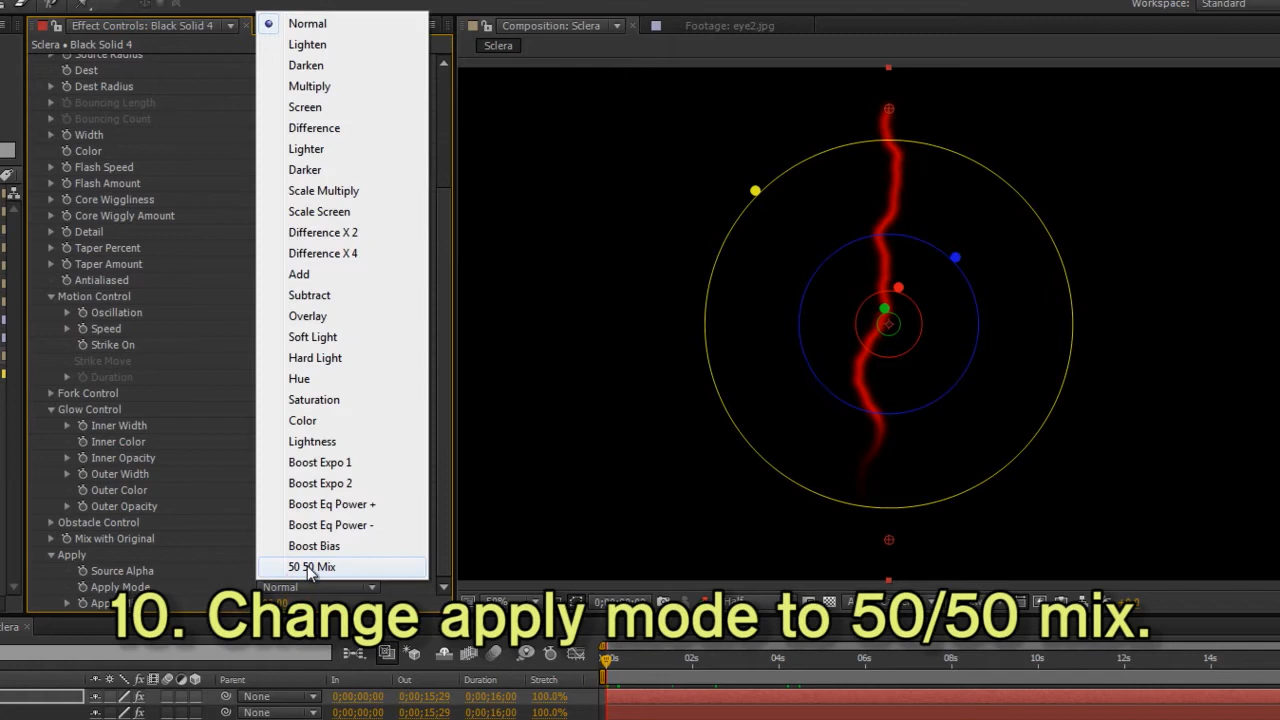 Workspace: Standard
Effect Controls: Black Solid 4
Composition: Sclera
Footage: eye2.jpg
Sclera • Black Solid 4
Sclera
Source Radius
Dest
Dest Radius
Bouncing Length
Bouncing Count
Width
Color
Flash Speed
Flash Amount
Core Wiggliness
Core Wiggly Amount
Detail
Taper Percent
Taper Amount
Antialiased
Motion Control
Oscillation
Speed
Strike On
Strike Move
Duration
Fork Control
Glow Control
Inner Width
Inner Color
Inner Opacity
Outer Width
Outer Color
Outer Opacity
Obstacle Control
Mix with Original
Apply
Source Alpha
Apply Mode
Normal
Normal
Lighten
Darken
Multiply
Screen
Difference
Lighter
Darker
Scale Multiply
Scale Screen
Difference X 2
Difference X 4
Add
Subtract
Overlay
Soft Light
Hard Light
Hue
Saturation
Color
Lightness
Boost Expo 1
Boost Expo 2
Boost Eq Power +
Boost Eq Power -
Boost Bias
50 50 Mix
10. Change apply mode to 50/50 mix.
02s 04s 06s 08s 10s 12s 14s
Parent In Out Duration Stretch
None 0;00;00;00 0;00;15;29 0;00;16;00 100.0%
None 0;00;00;00 0;00;15;29 0;00;16;00 100.0%